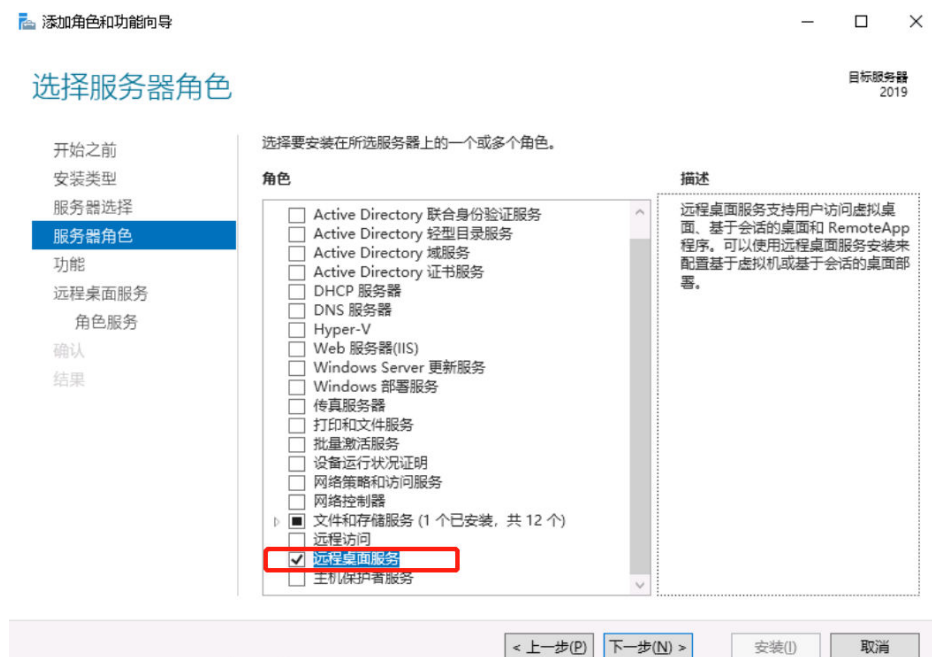 添加角色和功能向导
选择服务器角色
目标服务器
2019
开始之前
安装类型
服务器选择
服务器角色
功能
远程桌面服务
角色服务
确认
结果
选择要安装在所选服务器上的一个或多个角色。
角色
Active Directory 联合身份验证服务
Active Directory 轻型目录服务
Active Directory 域服务
Active Directory 证书服务
DHCP 服务器
DNS 服务器
Hyper-V
Web 服务器(IIS)
Windows Server 更新服务
Windows 部署服务
传真服务器
打印和文件服务
批量激活服务
设备运行状况证明
网络策略和访问服务
网络控制器
文件和存储服务 (1 个已安装，共 12 个)
远程访问
远程桌面服务
主机保护者服务
描述
远程桌面服务支持用户访问虚拟桌
面、基于会话的桌面和 RemoteApp
程序。可以使用远程桌面服务安装来
配置基于虚拟机或基于会话的桌面部
署。
< 上一步(P)
下一步(N) >
安装(I)
取消